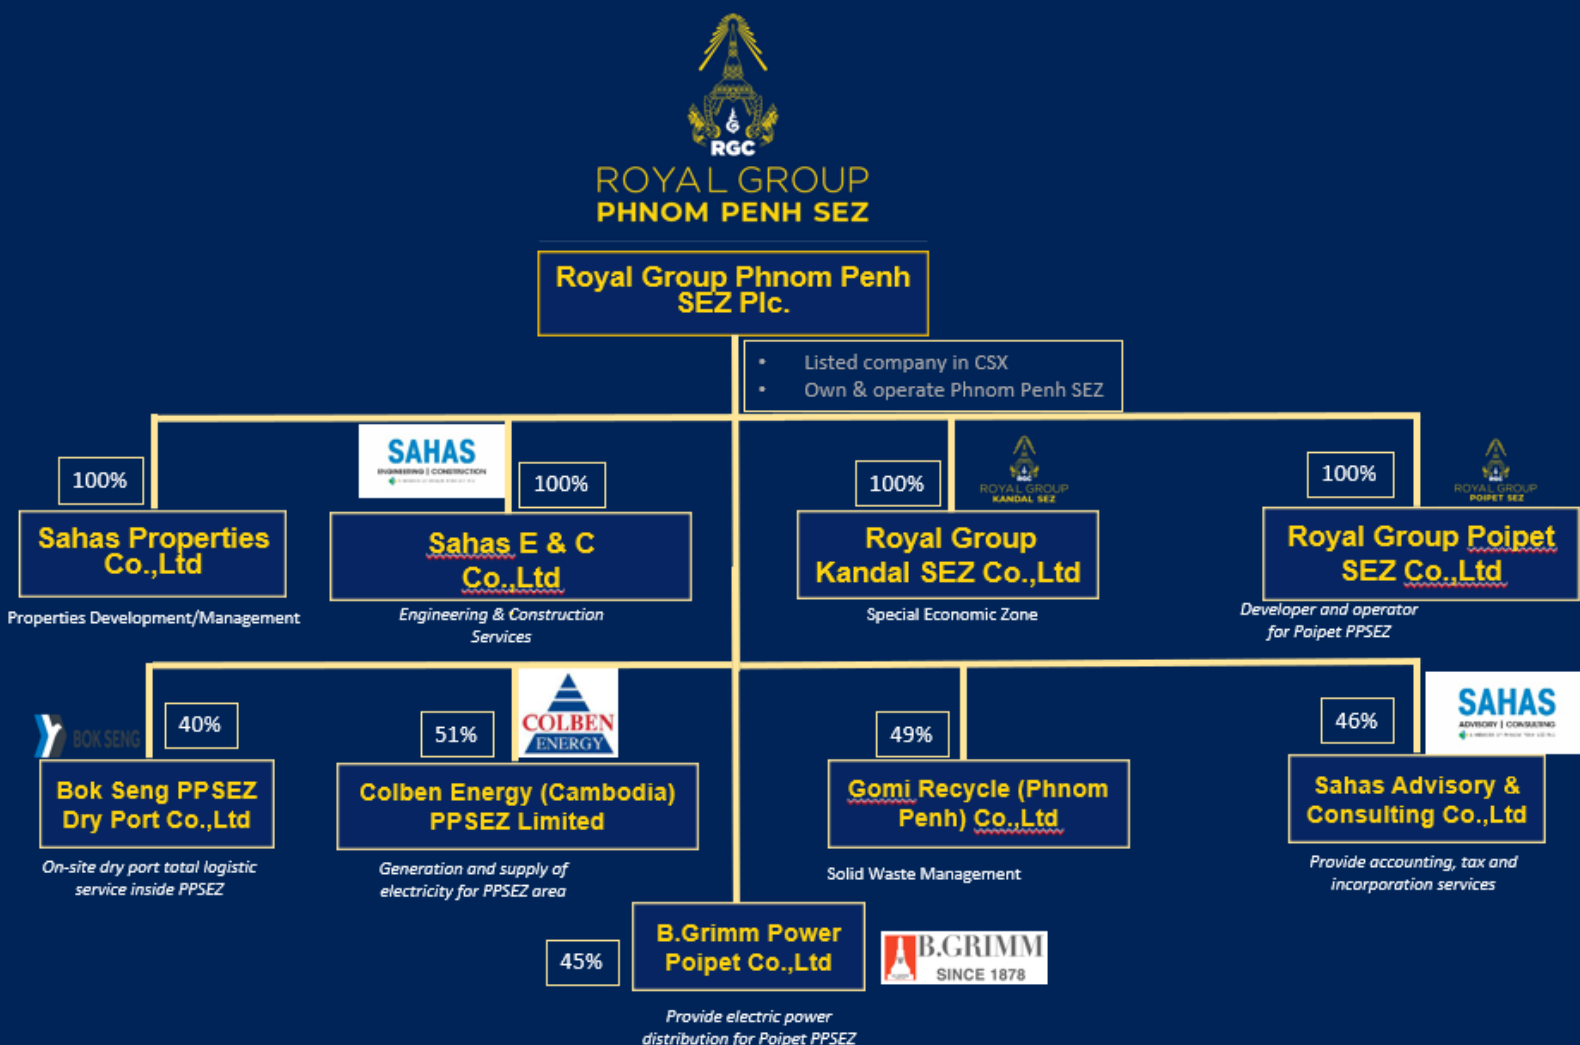 RGC
ROYAL GROUP
PHNOM PENH SEZ
Royal Group Phnom Penh
SEZ Plc.
• Listed company in CSX
• Own & operate Phnom Penh SEZ
100%
Sahas Properties
Co.,Ltd
Properties Development/Management
SAHAS
ENGINEERING | CONSTRUCTION
100%
Sahas E & C
Co.,Ltd
Engineering & Construction
Services
100%
RGC
ROYAL GROUP
KANDAL SEZ
Royal Group
Kandal SEZ Co.,Ltd
Special Economic Zone
100%
RGC
ROYAL GROUP
POIPET SEZ
Royal Group Poipet
SEZ Co.,Ltd
Developer and operator
for Poipet PPSEZ
BOK SENG
40%
Bok Seng PPSEZ
Dry Port Co.,Ltd
On-site dry port total logistic
service inside PPSEZ
51%
COLBEN
ENERGY
Colben Energy (Cambodia)
PPSEZ Limited
Generation and supply of
electricity for PPSEZ area
49%
Gomi Recycle (Phnom
Penh) Co.,Ltd
Solid Waste Management
46%
SAHAS
ADVISORY | CONSULTING
Sahas Advisory &
Consulting Co.,Ltd
Provide accounting, tax and
incorporation services
45%
B.Grimm Power
Poipet Co.,Ltd
B.GRIMM
SINCE 1878
Provide electric power
distribution for Poipet PPSEZ